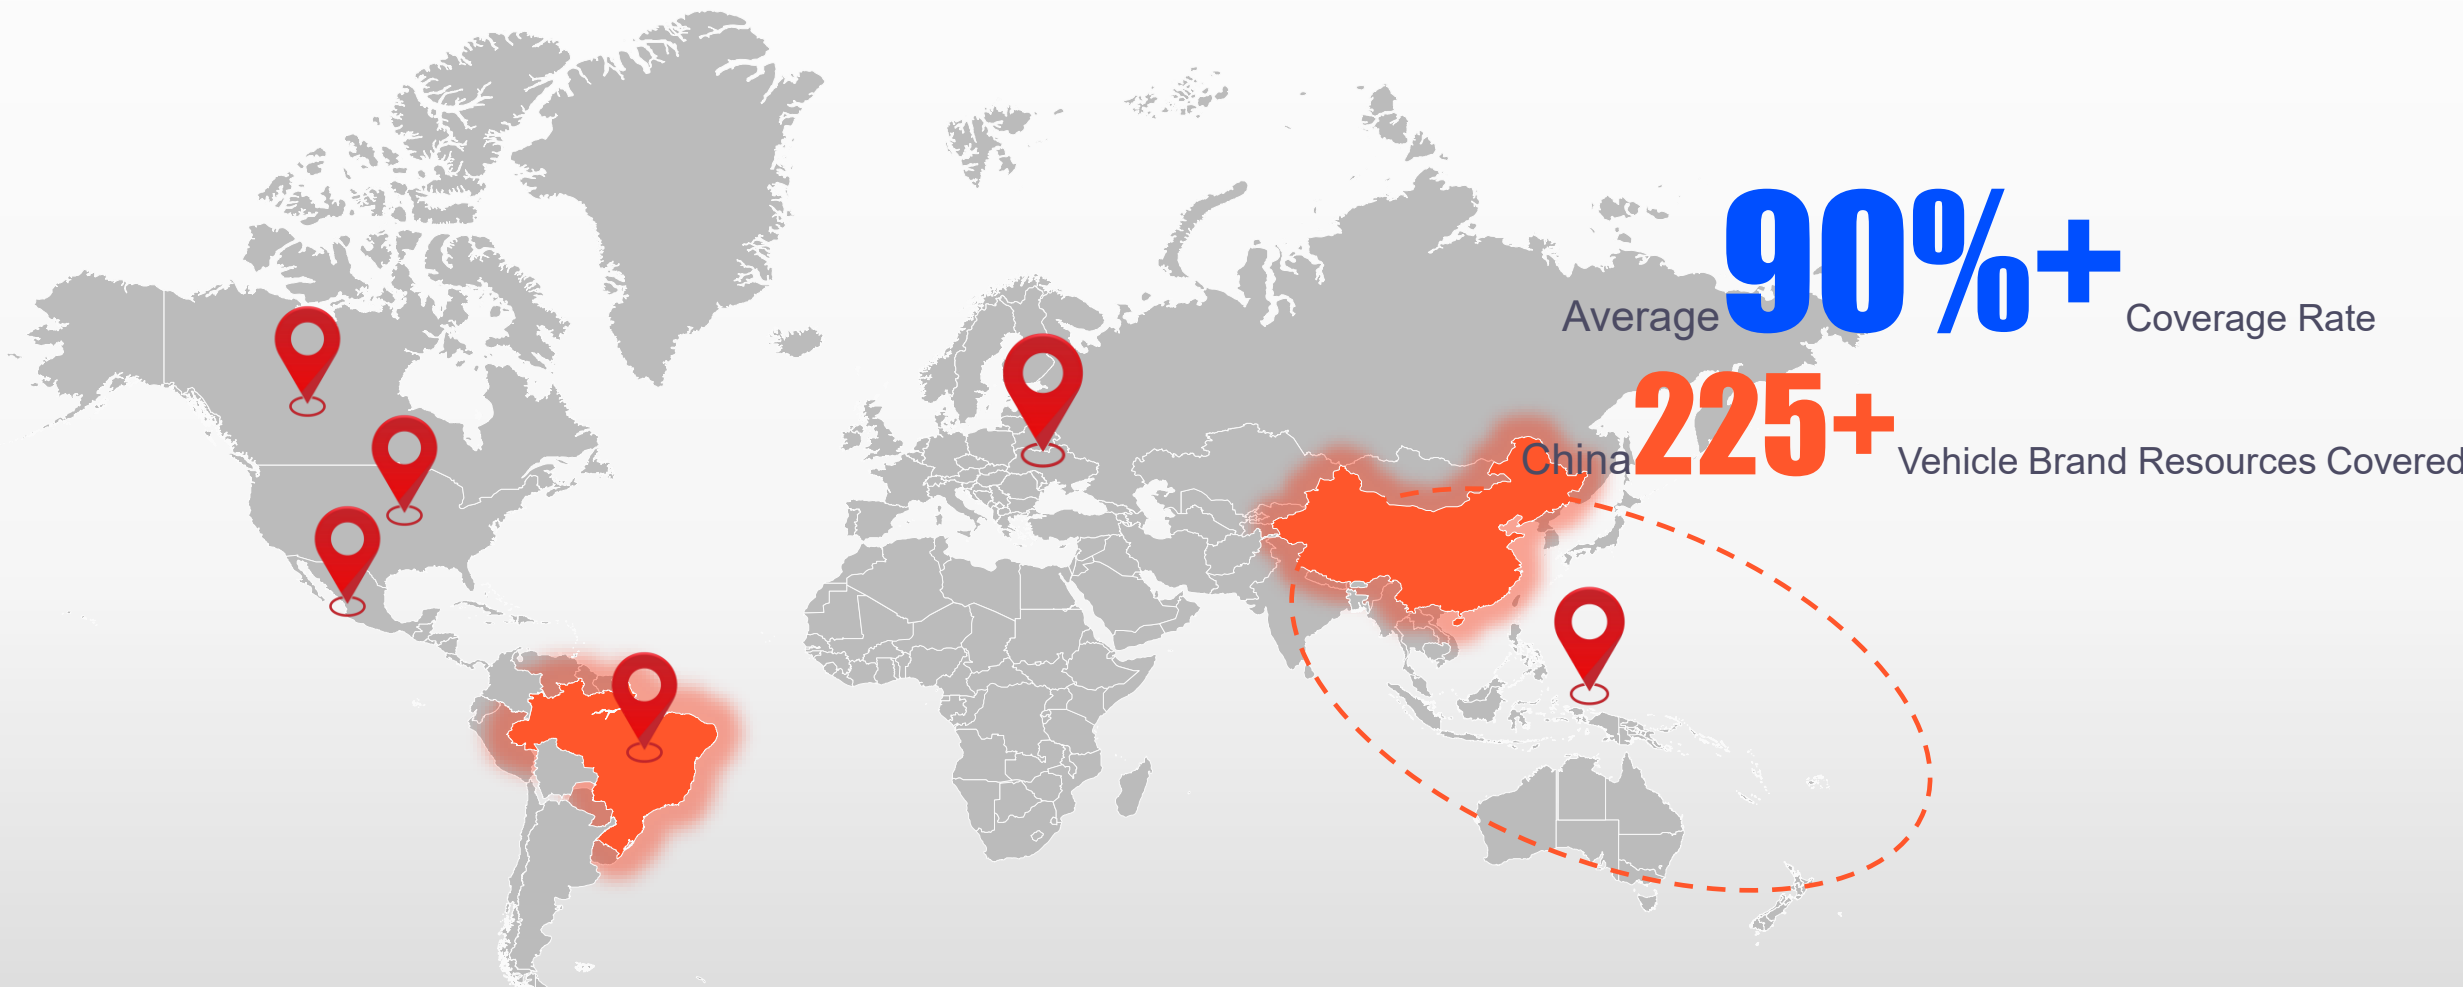 Average 90%+ Coverage Rate
China 225+ Vehicle Brand Resources Covered